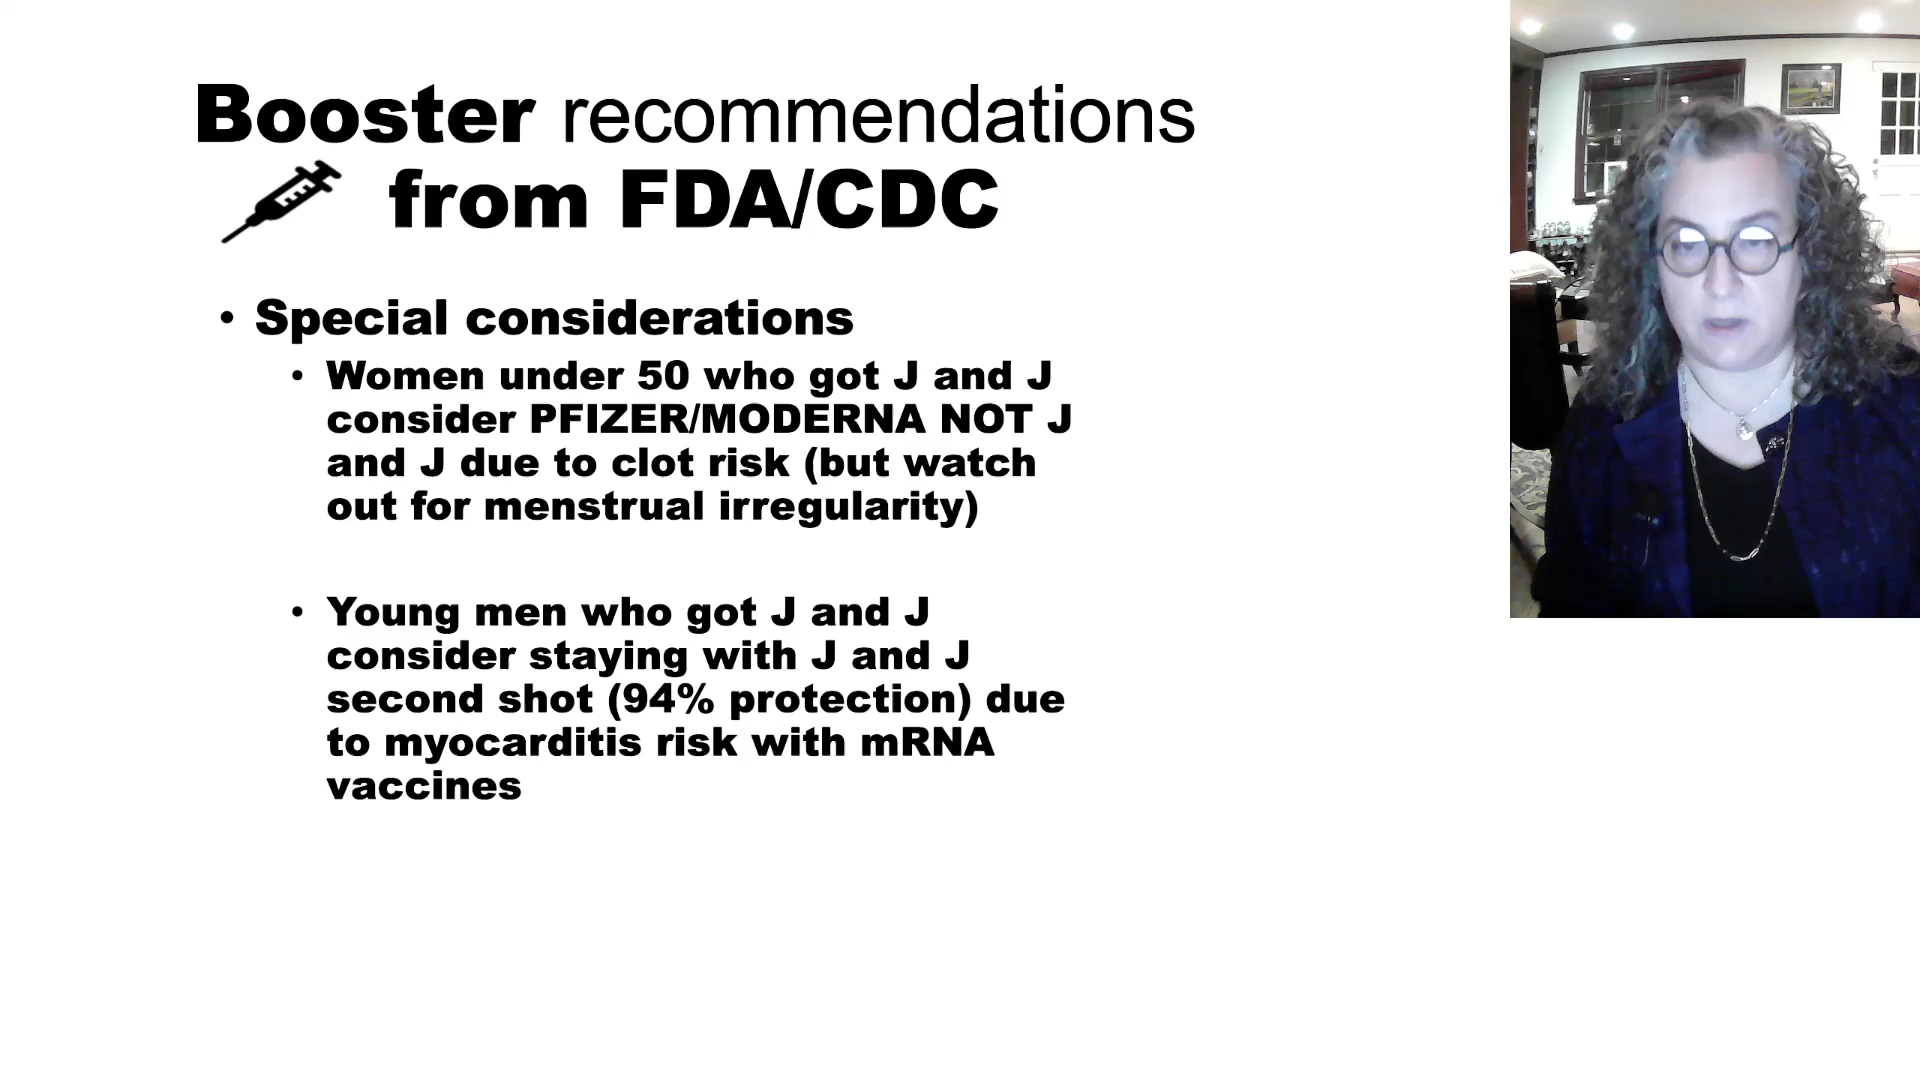 Booster recommendations
from FDA/CDC
• Special considerations
• Women under 50 who got J and J
consider PFIZER/MODERNA NOT J
and J due to clot risk (but watch
out for menstrual irregularity)
• Young men who got J and J
consider staying with J and J
second shot (94% protection) due
to myocarditis risk with mRNA
vaccines